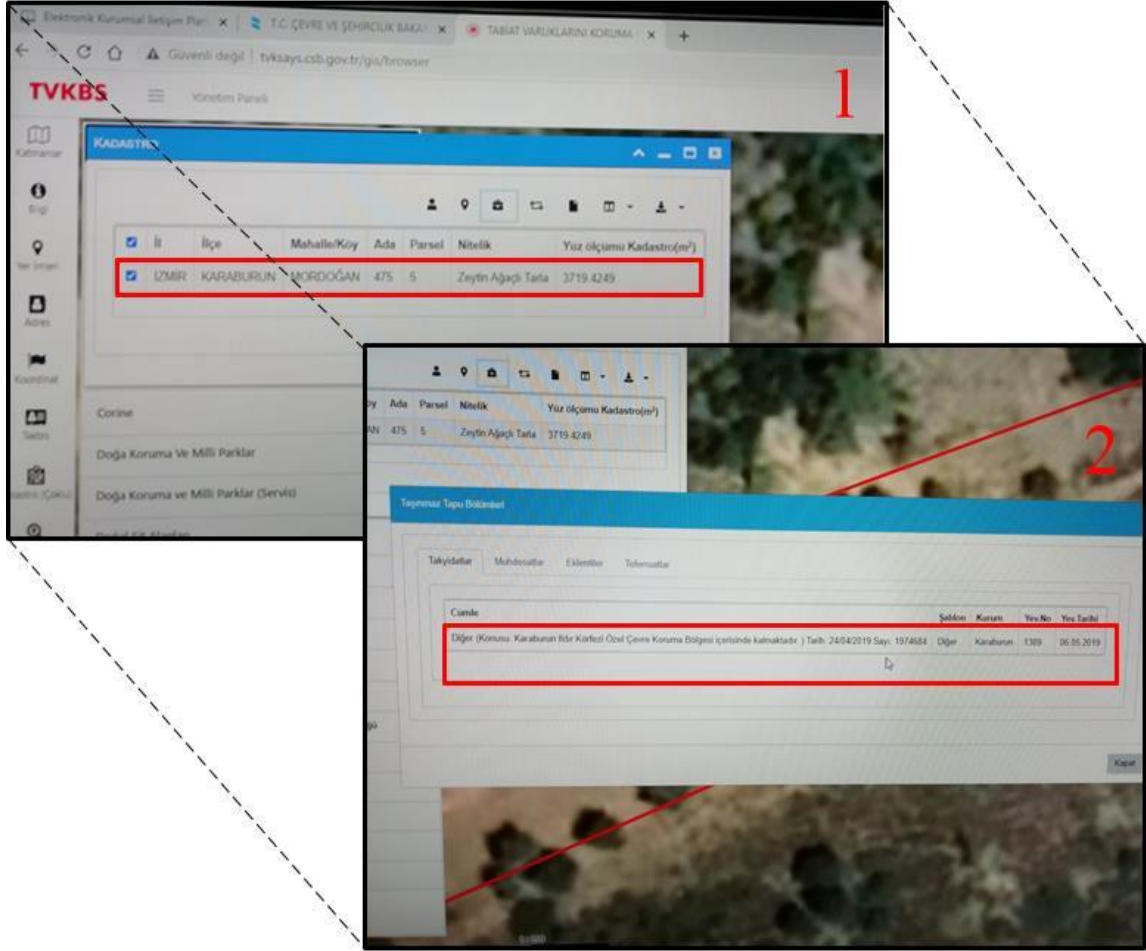 Elektronik Kurumsal İletişim Pla
T.C. ÇEVRE VE ŞEHİRCİLİK BAKA
TABİAT VARLIKLARINI KORUMA
Güvenli değil | tvksays.csb.gov.tr/gis/browser
1
TVKBS
Yönetim Paneli
Katmanlar
Bilgi
Yer İmleri
Adres
Koordinat
KADASTRO
İl İlçe Mahalle/Köy Ada Parsel Nitelik Yüz ölçümü Kadastro(m²)
İZMİR KARABURUN MORDOĞAN 475 5 Zeytin Ağaçlı Tarla 3719.4249
Corine
Doğa Koruma Ve Milli Parklar
Doğa Koruma ve Milli Parklar (Servis)
2
Ada Parsel Nitelik Yüz ölçümü Kadastro(m²)
AN 475 5 Zeytin Ağaçlı Tarla 3719.4249
Taşınmaz Tapu Bölümleri
Takyidatlar Muhdesatlar Eklentiler Teferruatlar
Cümle Şablon Kurum Yev.No Yev.Tarihi
Diğer (Konusu: Karaburun Ildır Körfezi Özel Çevre Koruma Bölgesi içerisinde kalmaktadır. ) Tarih: 24/04/2019 Sayı: 1974684 Diğer Karaburun 1389 06.05.2019
Kapat